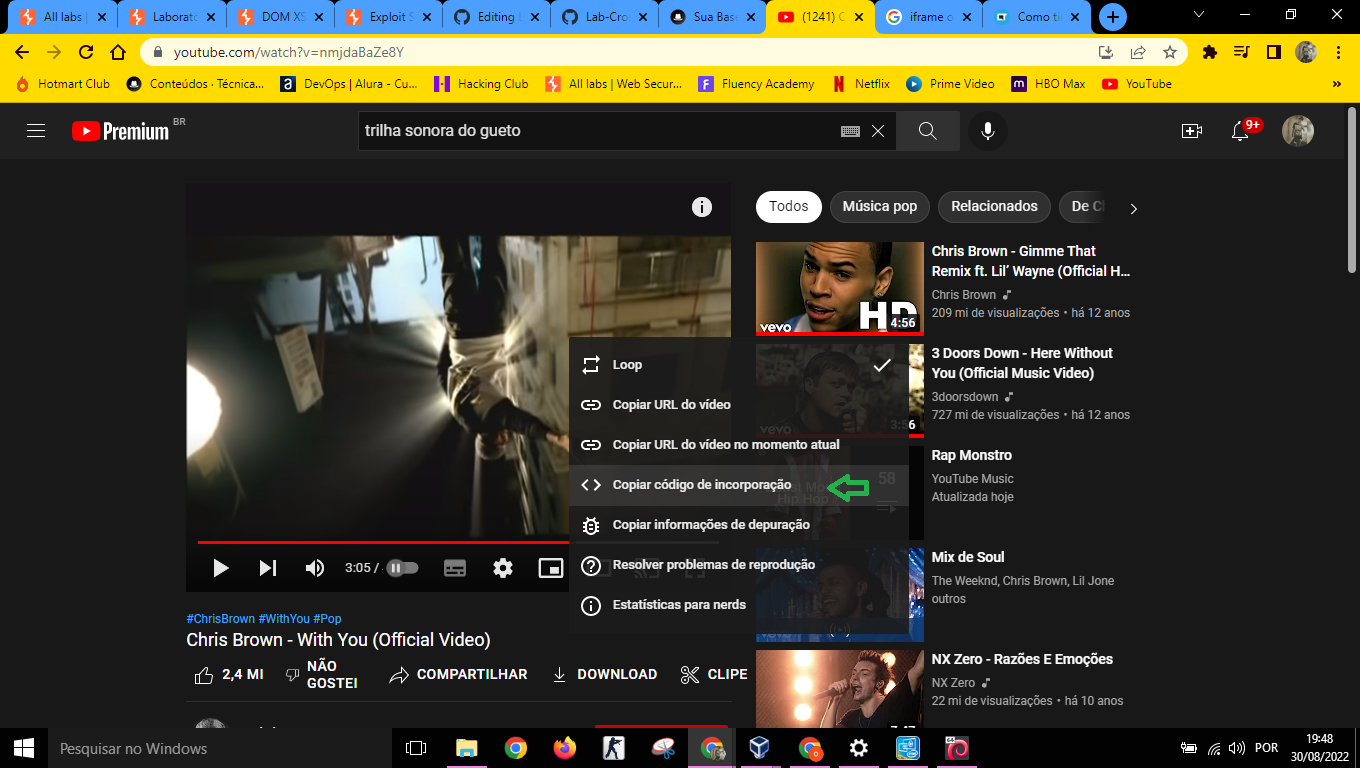 All labs |
Laborato
DOM XS
Exploit S
Editing L
Lab-Cro
Sua Base
(1241) C
iframe o
Como ti
youtube.com/watch?v=nmjdaBaZe8Y
Hotmart Club
Conteúdos · Técnica...
DevOps | Alura - Cu...
Hacking Club
All labs | Web Secur...
Fluency Academy
Netflix
Prime Video
HBO Max
YouTube
»
Premium BR
trilha sonora do gueto
9+
Todos
Música pop
Relacionados
De C
Loop
Copiar URL do vídeo
Copiar URL do vídeo no momento atual
Copiar código de incorporação
Copiar informações de depuração
Resolver problemas de reprodução
Estatísticas para nerds
3:05 /
#ChrisBrown #WithYou #Pop
Chris Brown - With You (Official Video)
2,4 MI
NÃO
GOSTEI
COMPARTILHAR
DOWNLOAD
CLIPE
vevo
HD
4:56
Chris Brown - Gimme That
Remix ft. Lil' Wayne (Official H...
Chris Brown
209 mi de visualizações • há 12 anos
vevo
3:56
3 Doors Down - Here Without
You (Official Music Video)
3doorsdown
727 mi de visualizações • há 12 anos
58
Hip Hop
Rap Monstro
YouTube Music
Atualizada hoje
Mix de Soul
The Weeknd, Chris Brown, Lil Jone
outros
NX Zero - Razões E Emoções
NX Zero
22 mi de visualizações • há 10 anos
Pesquisar no Windows
POR
19:48
30/08/2022